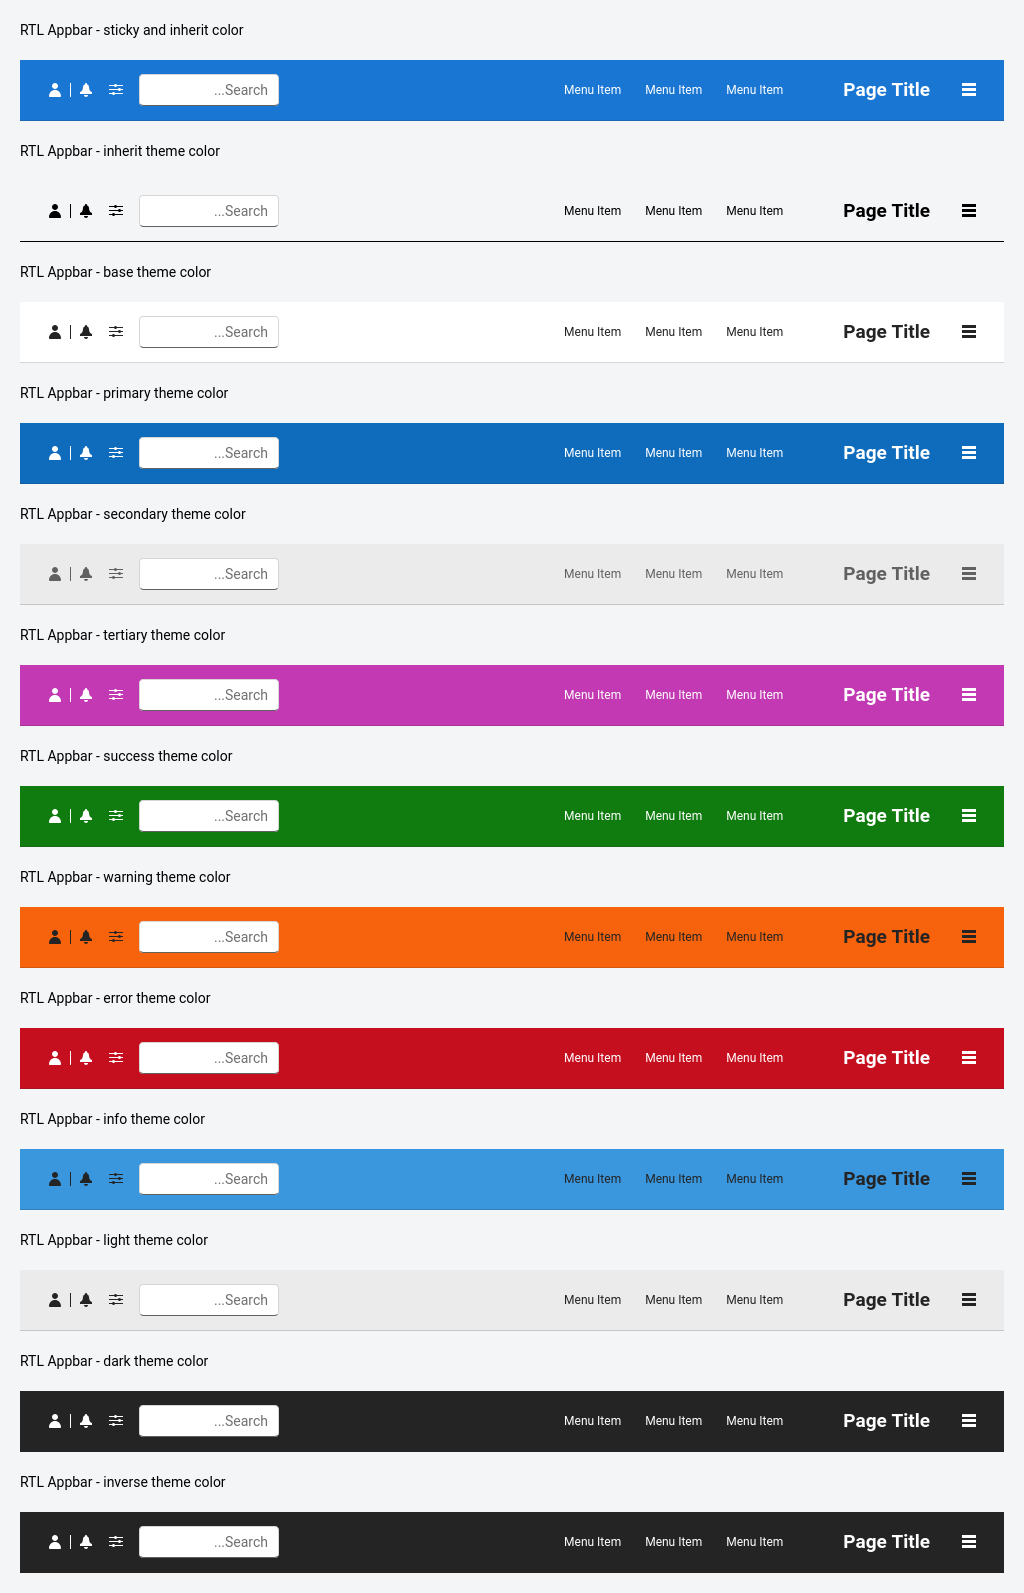 RTL Appbar - sticky and inherit color
...Search Menu Item Menu Item Menu Item Page Title
RTL Appbar - inherit theme color
...Search Menu Item Menu Item Menu Item Page Title
RTL Appbar - base theme color
...Search Menu Item Menu Item Menu Item Page Title
RTL Appbar - primary theme color
...Search Menu Item Menu Item Menu Item Page Title
RTL Appbar - secondary theme color
...Search Menu Item Menu Item Menu Item Page Title
RTL Appbar - tertiary theme color
...Search Menu Item Menu Item Menu Item Page Title
RTL Appbar - success theme color
...Search Menu Item Menu Item Menu Item Page Title
RTL Appbar - warning theme color
...Search Menu Item Menu Item Menu Item Page Title
RTL Appbar - error theme color
...Search Menu Item Menu Item Menu Item Page Title
RTL Appbar - info theme color
...Search Menu Item Menu Item Menu Item Page Title
RTL Appbar - light theme color
...Search Menu Item Menu Item Menu Item Page Title
RTL Appbar - dark theme color
...Search Menu Item Menu Item Menu Item Page Title
RTL Appbar - inverse theme color
...Search Menu Item Menu Item Menu Item Page Title